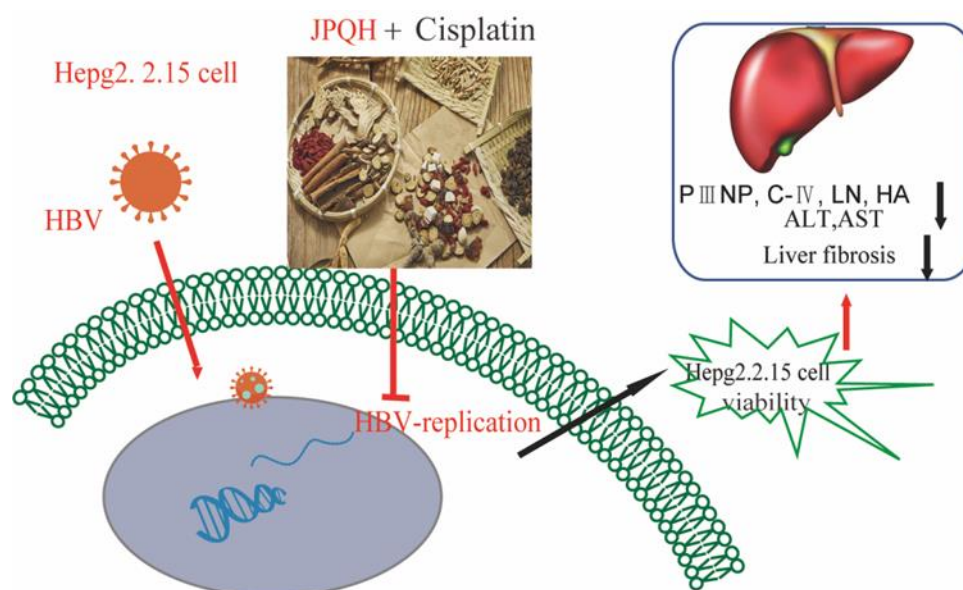 JPQH + Cisplatin
Hepg2. 2.15 cell
HBV
HBV-replication
Hepg2.2.15 cell
viability
PⅢNP, C-Ⅳ, LN, HA
ALT,AST
Liver fibrosis